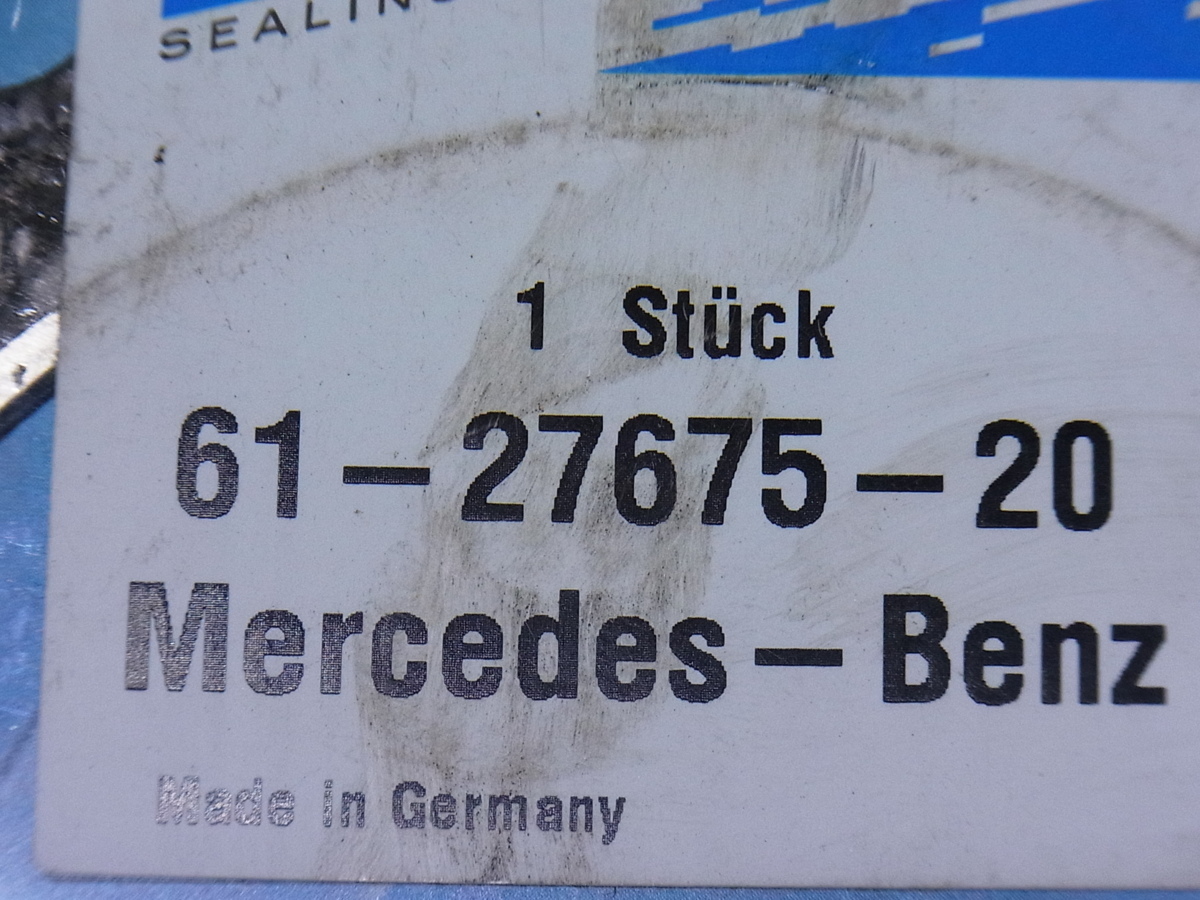 SEALING
1 Stück
61-27675-20
Mercedes-Benz
Made in Germany